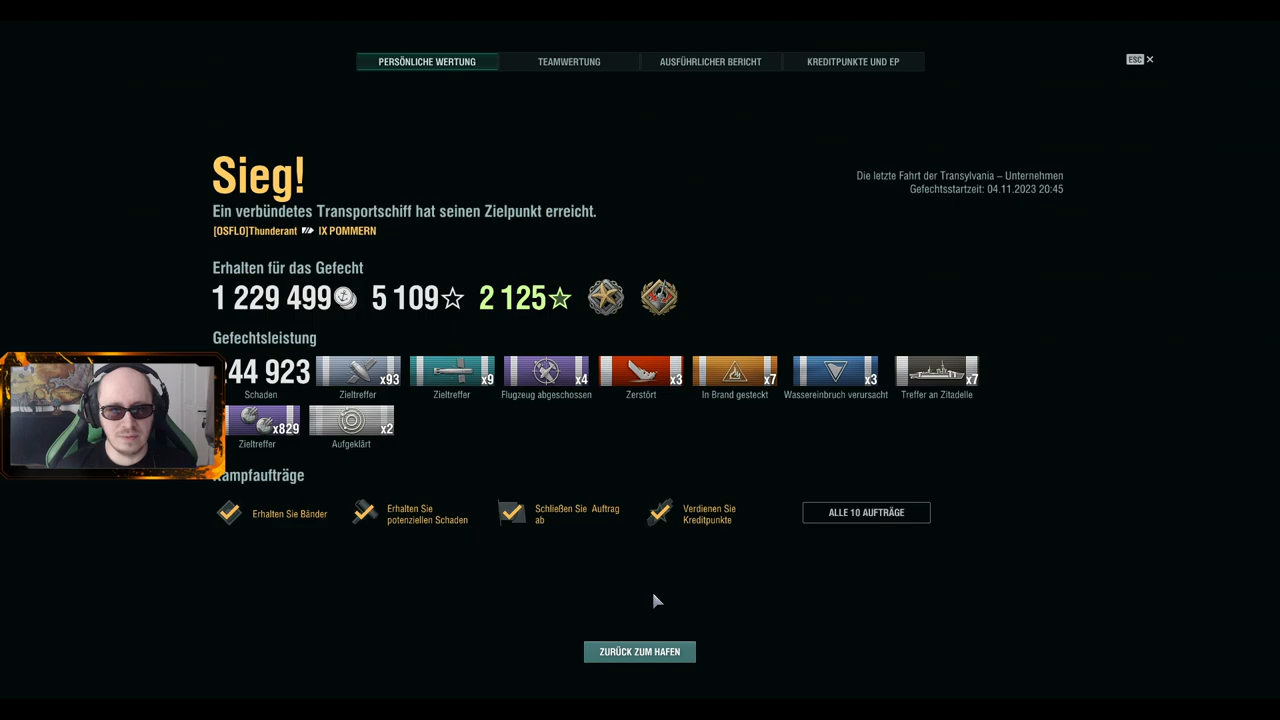 PERSÖNLICHE WERTUNG
TEAMWERTUNG
AUSFÜHRLICHER BERICHT
KREDITPUNKTE UND EP
ESC
Sieg!
Die letzte Fahrt der Transylvania – Unternehmen
Gefechtsstartzeit: 04.11.2023 20:45
Ein verbündetes Transportschiff hat seinen Zielpunkt erreicht.
[OSFLO]Thunderant IX POMMERN
Erhalten für das Gefecht
1 229 499 5 109 2 125
Gefechtsleistung
44 923 x93 x9 x4 x3 x7 x3 x7
Schaden Zieltreffer Zieltreffer Flugzeug abgeschossen Zerstört In Brand gesteckt Wassereinbruch verursacht Treffer an Zitadelle
x829 x2
Zieltreffer Aufgeklärt
Kampfaufträge
Erhalten Sie Bänder
Erhalten Sie
potenziellen Schaden
Schließen Sie Auftrag
ab
Verdienen Sie
Kreditpunkte
ALLE 10 AUFTRÄGE
ZURÜCK ZUM HAFEN